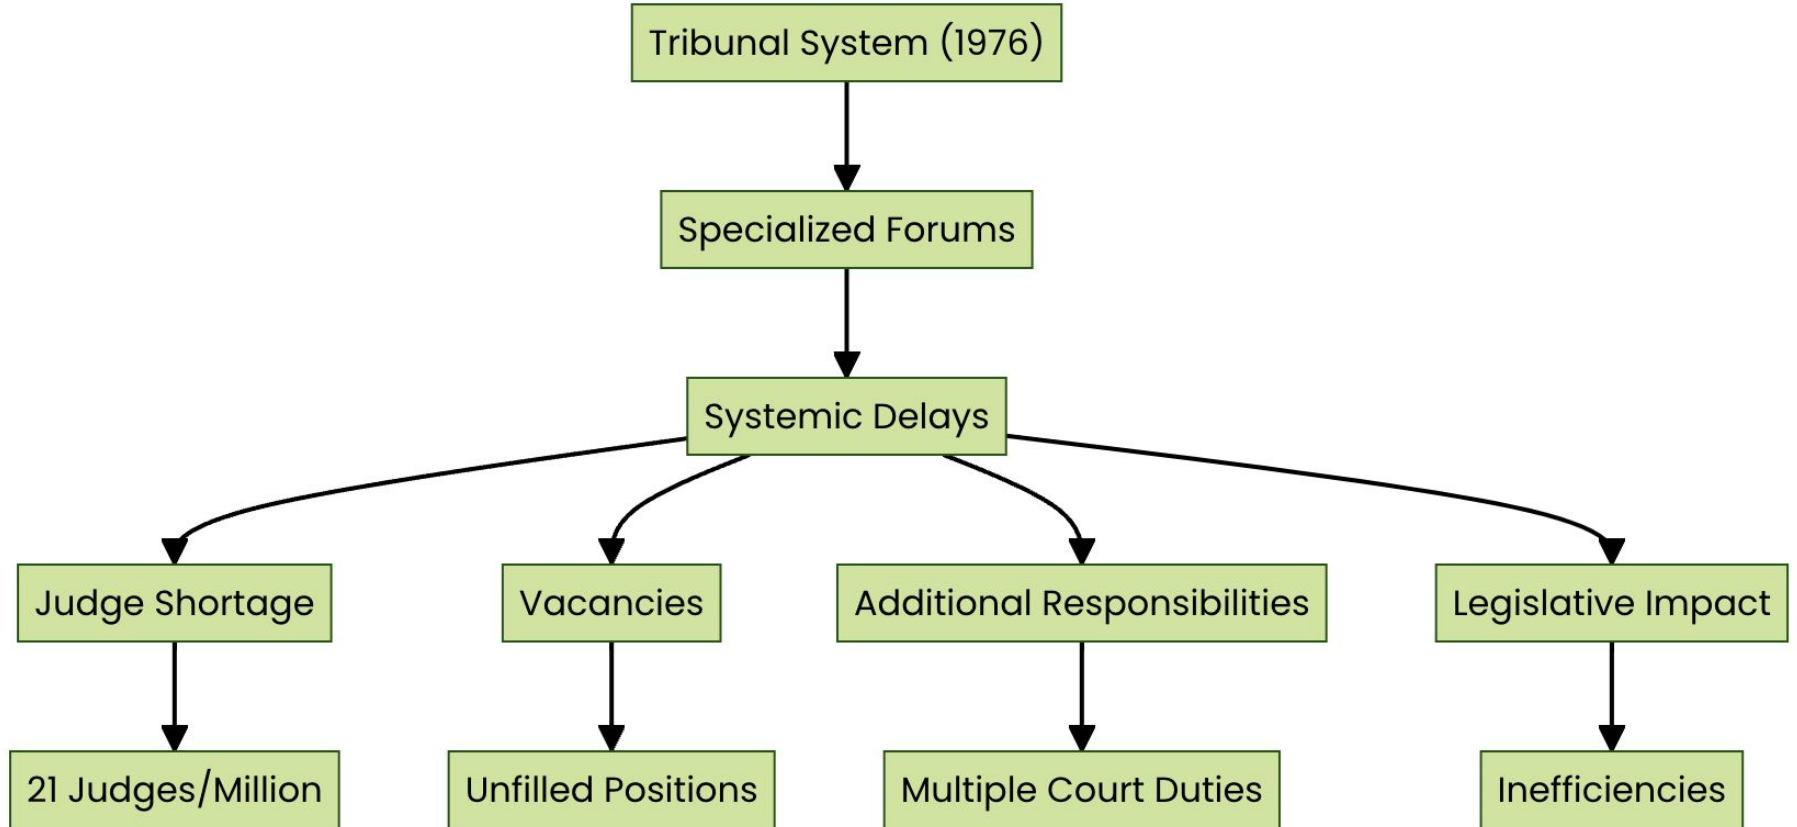 Tribunal System (1976)
Specialized Forums
Systemic Delays
Judge Shortage
Vacancies
Additional Responsibilities
Legislative Impact
21 Judges/Million
Unfilled Positions
Multiple Court Duties
Inefficiencies